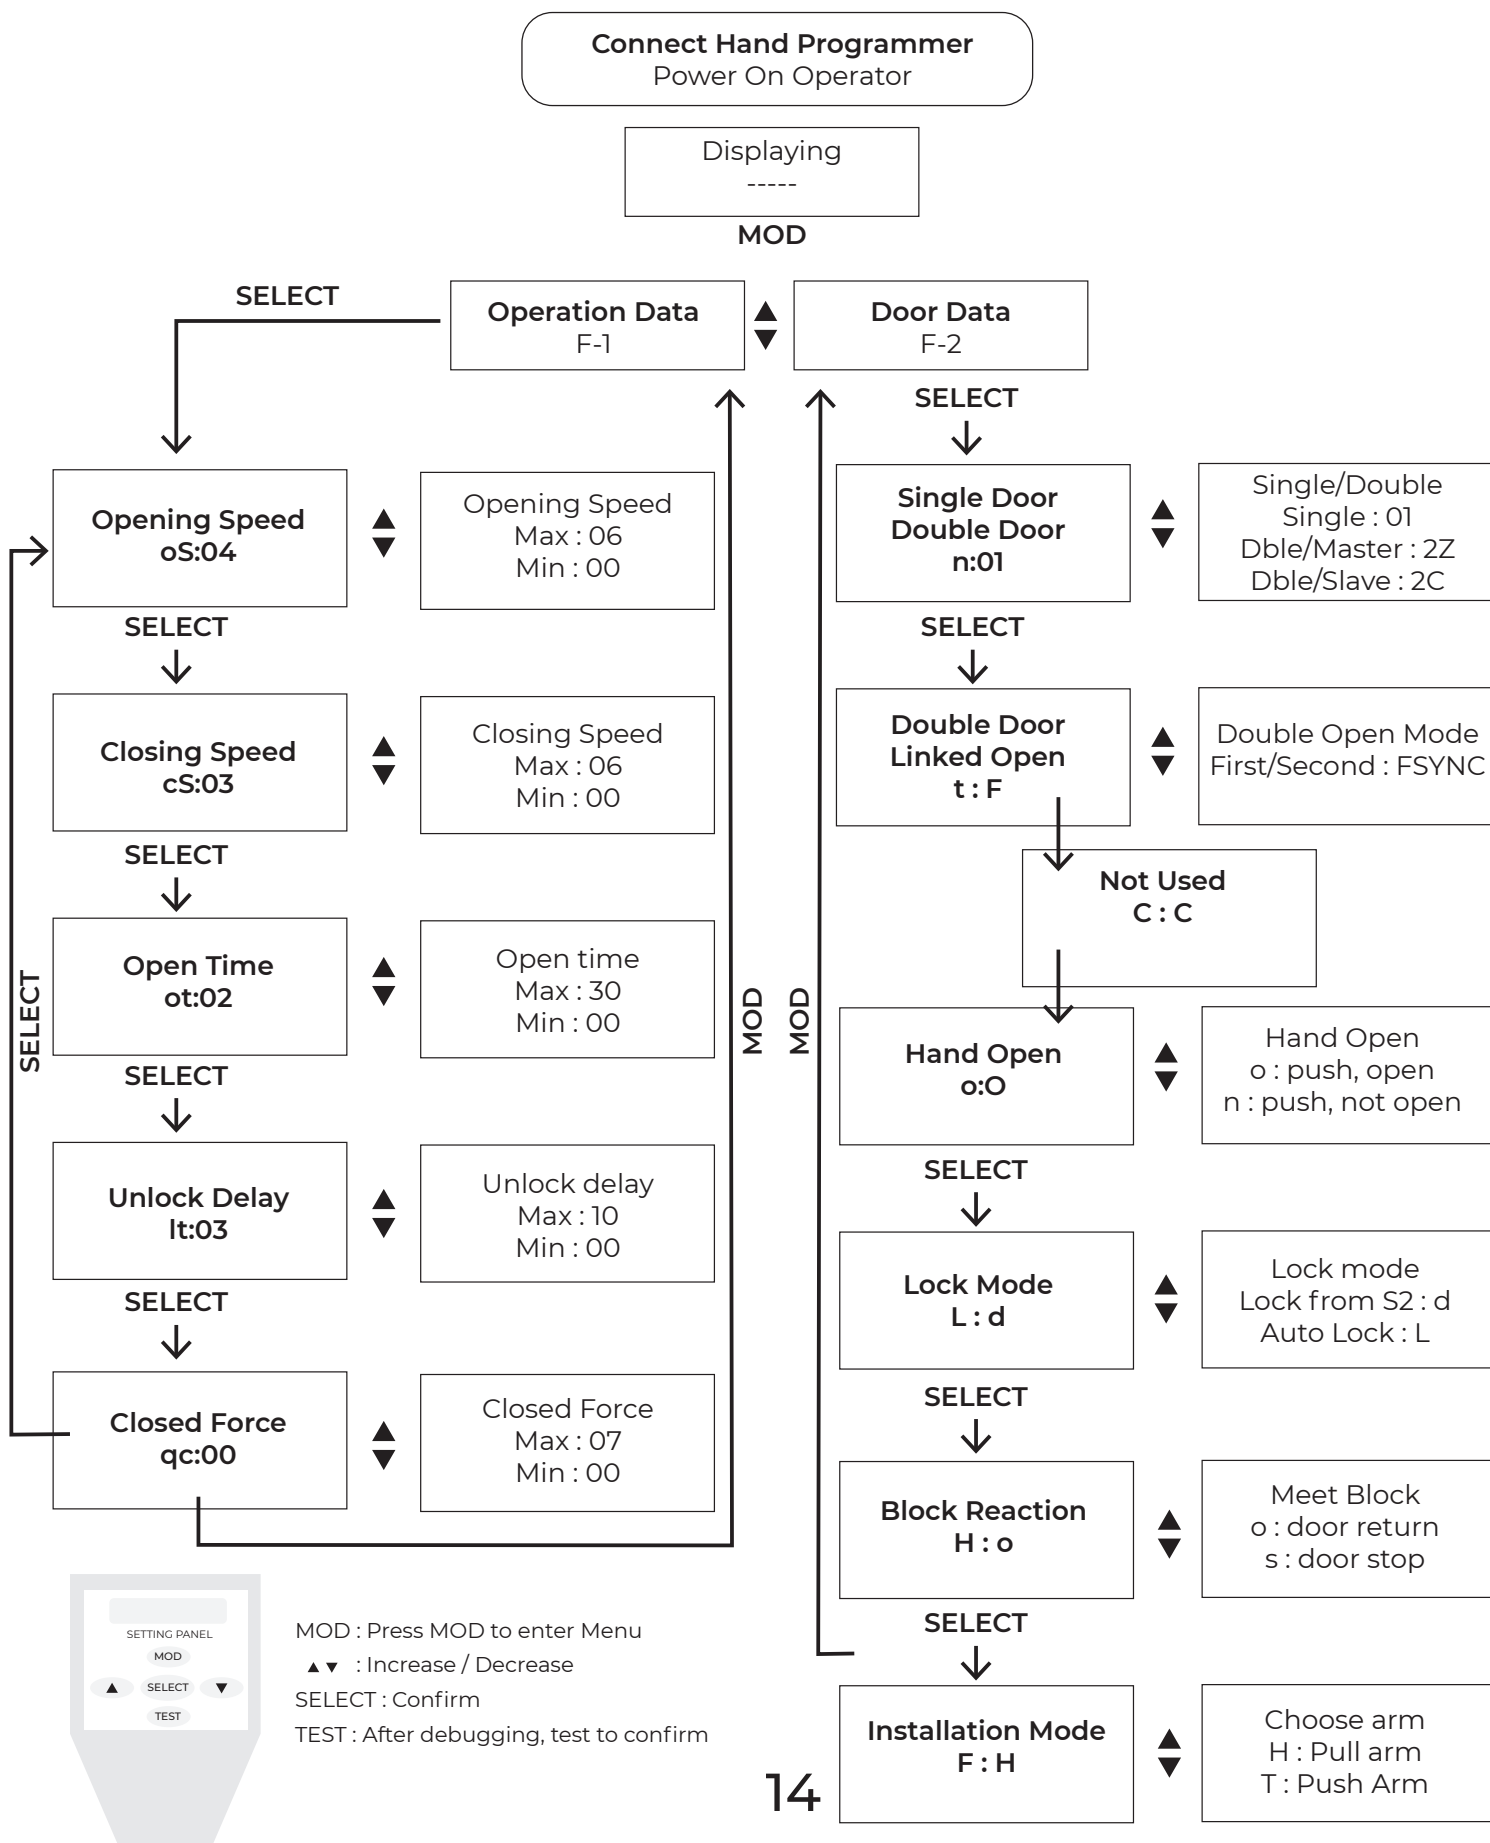 Connect Hand Programmer
Power On Operator
Displaying
-----
MOD
SELECT
Operation Data
F-1
▲
▼
Door Data
F-2
SELECT
Opening Speed
oS:04
▲
▼
Opening Speed
Max : 06
Min : 00
SELECT
Closing Speed
cS:03
▲
▼
Closing Speed
Max : 06
Min : 00
SELECT
Open Time
ot:02
▲
▼
Open time
Max : 30
Min : 00
SELECT
Unlock Delay
lt:03
▲
▼
Unlock delay
Max : 10
Min : 00
SELECT
Closed Force
qc:00
▲
▼
Closed Force
Max : 07
Min : 00
SELECT
MOD
MOD
Single Door
Double Door
n:01
▲
▼
Single/Double
Single : 01
Dble/Master : 2Z
Dble/Slave : 2C
SELECT
Double Door
Linked Open
t : F
▲
▼
Double Open Mode
First/Second : FSYNC
Not Used
C : C
Hand Open
o:O
▲
▼
Hand Open
o : push, open
n : push, not open
SELECT
Lock Mode
L : d
▲
▼
Lock mode
Lock from S2 : d
Auto Lock : L
SELECT
Block Reaction
H : o
▲
▼
Meet Block
o : door return
s : door stop
SELECT
Installation Mode
F : H
▲
▼
Choose arm
H : Pull arm
T : Push Arm
SETTING PANEL
MOD
▲ SELECT ▼
TEST
MOD : Press MOD to enter Menu
▲ ▼ : Increase / Decrease
SELECT : Confirm
TEST : After debugging, test to confirm
14